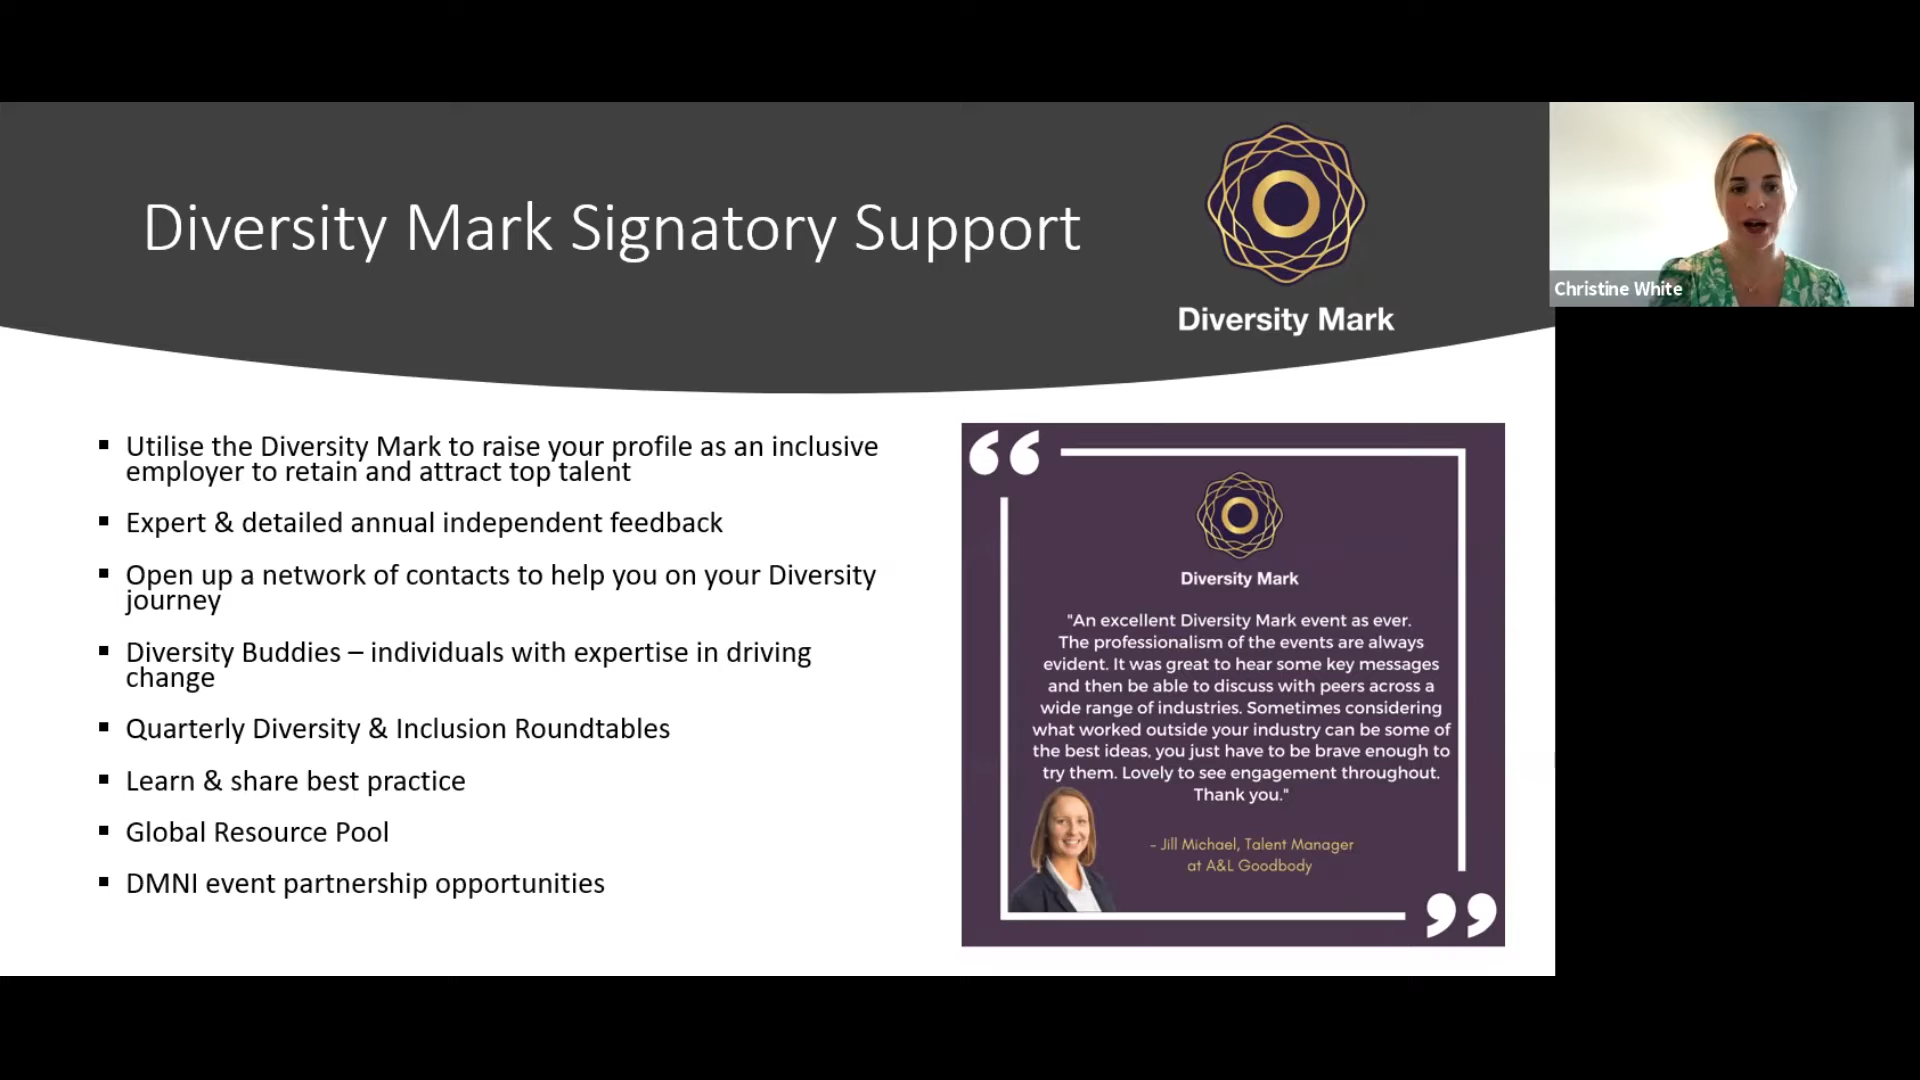 Diversity Mark Signatory Support
Diversity Mark
Christine White
▪ Utilise the Diversity Mark to raise your profile as an inclusive
employer to retain and attract top talent
▪ Expert & detailed annual independent feedback
▪ Open up a network of contacts to help you on your Diversity
journey
▪ Diversity Buddies – individuals with expertise in driving
change
▪ Quarterly Diversity & Inclusion Roundtables
▪ Learn & share best practice
▪ Global Resource Pool
▪ DMNI event partnership opportunities
“
Diversity Mark
"An excellent Diversity Mark event as ever.
The professionalism of the events are always
evident. It was great to hear some key messages
and then be able to discuss with peers across a
wide range of industries. Sometimes considering
what worked outside your industry can be some of
the best ideas, you just have to be brave enough to
try them. Lovely to see engagement throughout.
Thank you."
- Jill Michael, Talent Manager
at A&L Goodbody
”